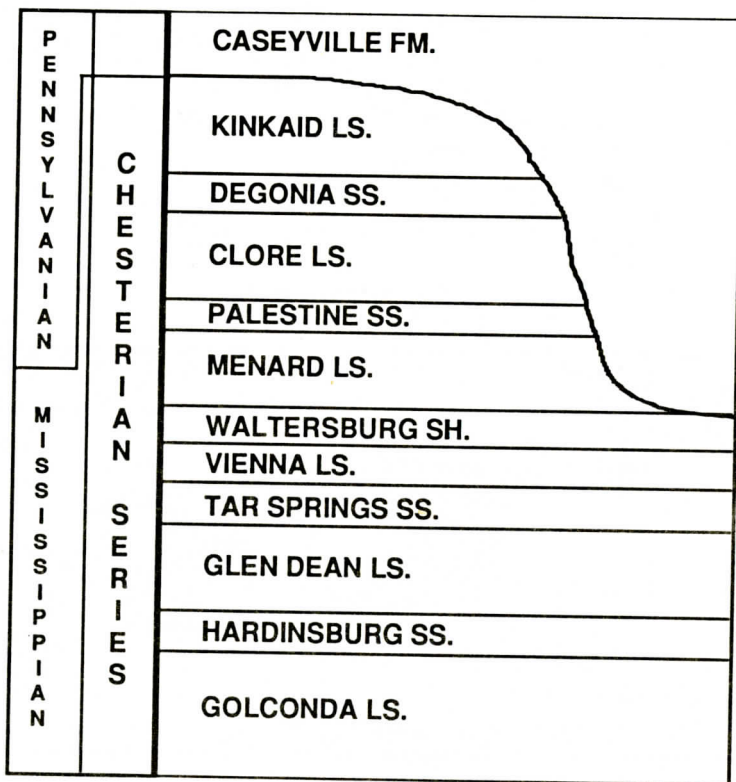 PENNSYLVANIAN
MISSISSIPPIAN
CHESTERIAN SERIES
CASEYVILLE FM.
KINKAID LS.
DEGONIA SS.
CLORE LS.
PALESTINE SS.
MENARD LS.
WALTERSBURG SH.
VIENNA LS.
TAR SPRINGS SS.
GLEN DEAN LS.
HARDINSBURG SS.
GOLCONDA LS.